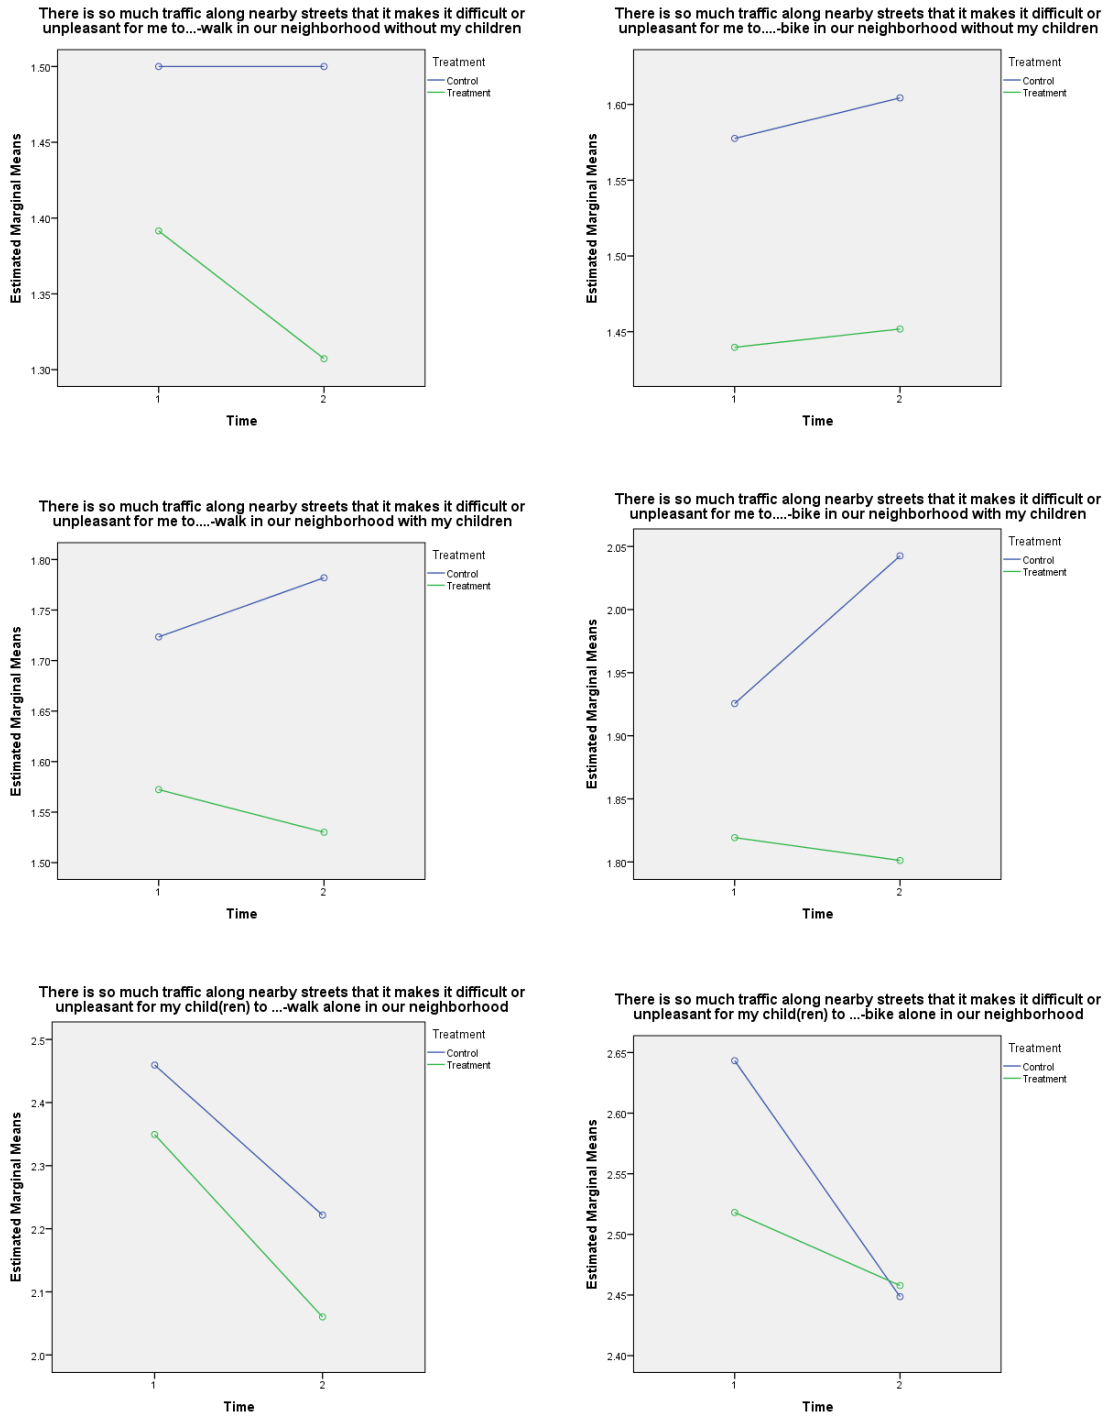 There is so much traffic along nearby streets that it makes it difficult or
unpleasant for me to...-walk in our neighborhood without my children
Treatment
Control
Treatment
Estimated Marginal Means
1.50
1.45
1.40
1.35
1.30
1
2
Time
There is so much traffic along nearby streets that it makes it difficult or
unpleasant for me to....-bike in our neighborhood without my children
Treatment
Control
Treatment
Estimated Marginal Means
1.60
1.55
1.50
1.45
1
2
Time
There is so much traffic along nearby streets that it makes it difficult or
unpleasant for me to....-walk in our neighborhood with my children
Treatment
Control
Treatment
Estimated Marginal Means
1.80
1.75
1.70
1.65
1.60
1.55
1.50
1
2
Time
There is so much traffic along nearby streets that it makes it difficult or
unpleasant for me to....-bike in our neighborhood with my children
Treatment
Control
Treatment
Estimated Marginal Means
2.05
2.00
1.95
1.90
1.85
1.80
1
2
Time
There is so much traffic along nearby streets that it makes it difficult or
unpleasant for my child(ren) to ...-walk alone in our neighborhood
Treatment
Control
Treatment
Estimated Marginal Means
2.5
2.4
2.3
2.2
2.1
2.0
1
2
Time
There is so much traffic along nearby streets that it makes it difficult or
unpleasant for my child(ren) to ...-bike alone in our neighborhood
Treatment
Control
Treatment
Estimated Marginal Means
2.65
2.60
2.55
2.50
2.45
2.40
1
2
Time